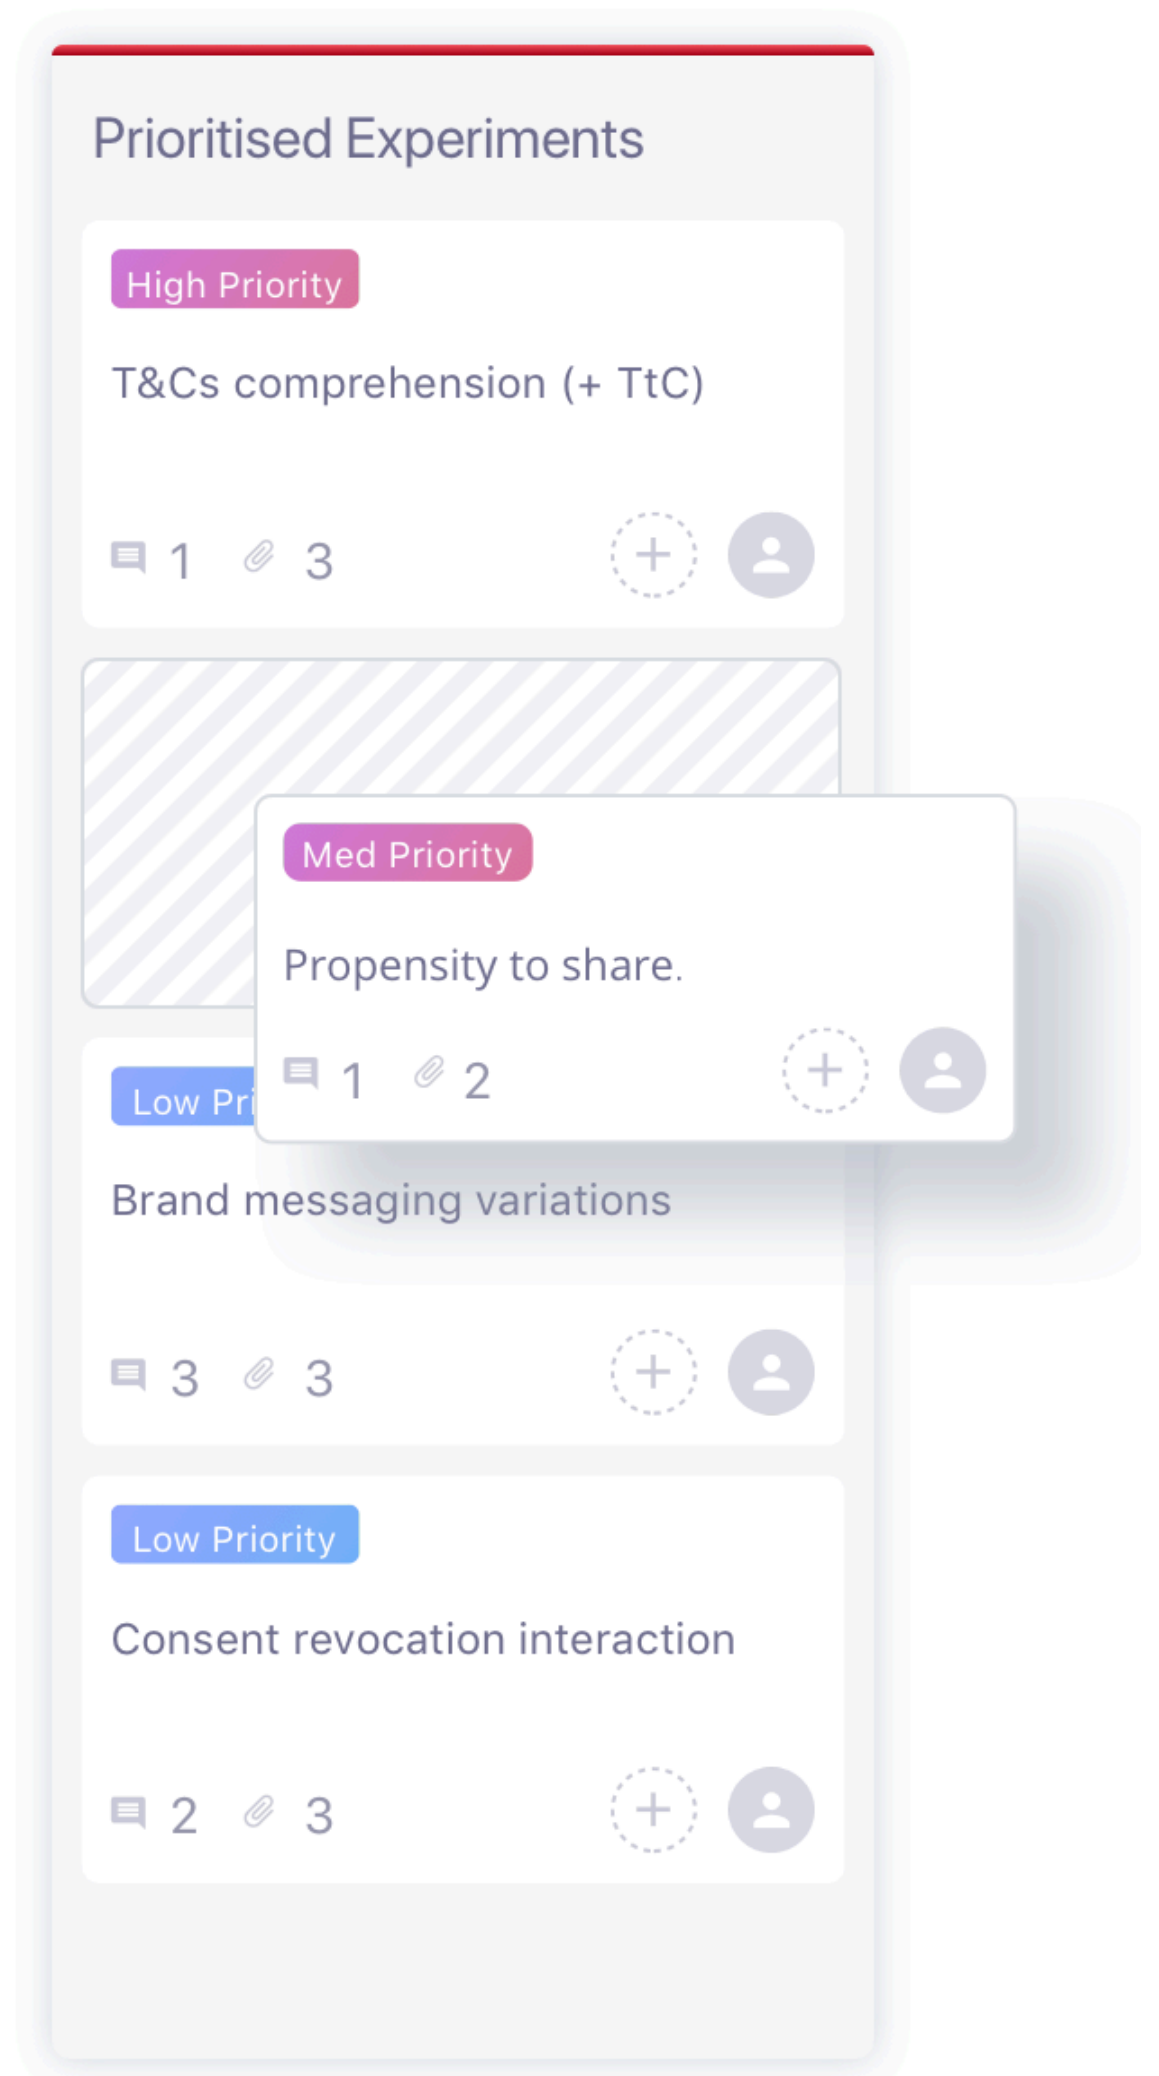 Prioritised Experiments
High Priority
T&Cs comprehension (+ TtC)
1 3
Med Priority
Propensity to share.
1 2
Low Pri
Brand messaging variations
3 3
Low Priority
Consent revocation interaction
2 3